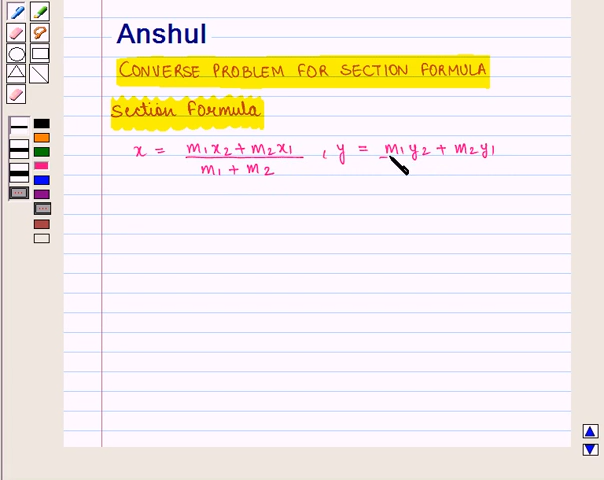 Anshul
CONVERSE PROBLEM FOR SECTION FORMULA
Section Formula
x = m₁x₂ + m₂x₁ / m₁ + m₂ , y = m₁y₂ + m₂y₁